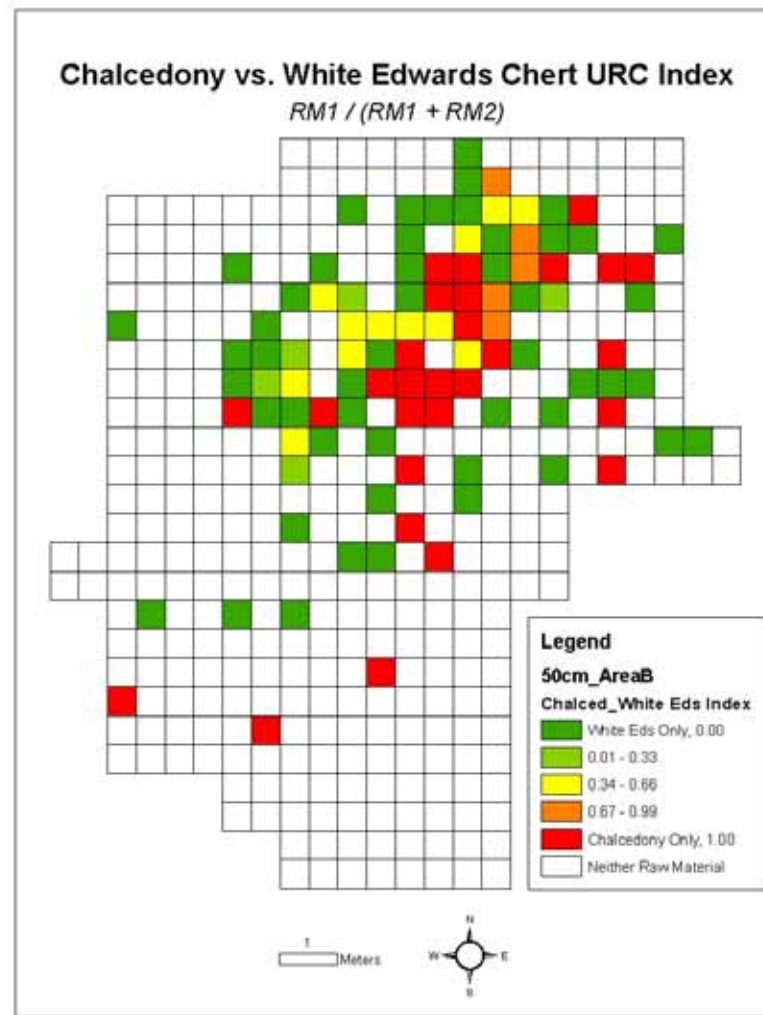 Chalcedony vs. White Edwards Chert URC Index
RM1 / (RM1 + RM2)
Legend
50cm_AreaB
Chalced_White Eds Index
White Eds Only, 0.00
0.01 - 0.33
0.34 - 0.66
0.67 - 0.99
Chalcedony Only, 1.00
Neither Raw Material
1
Meters
N
W E
S